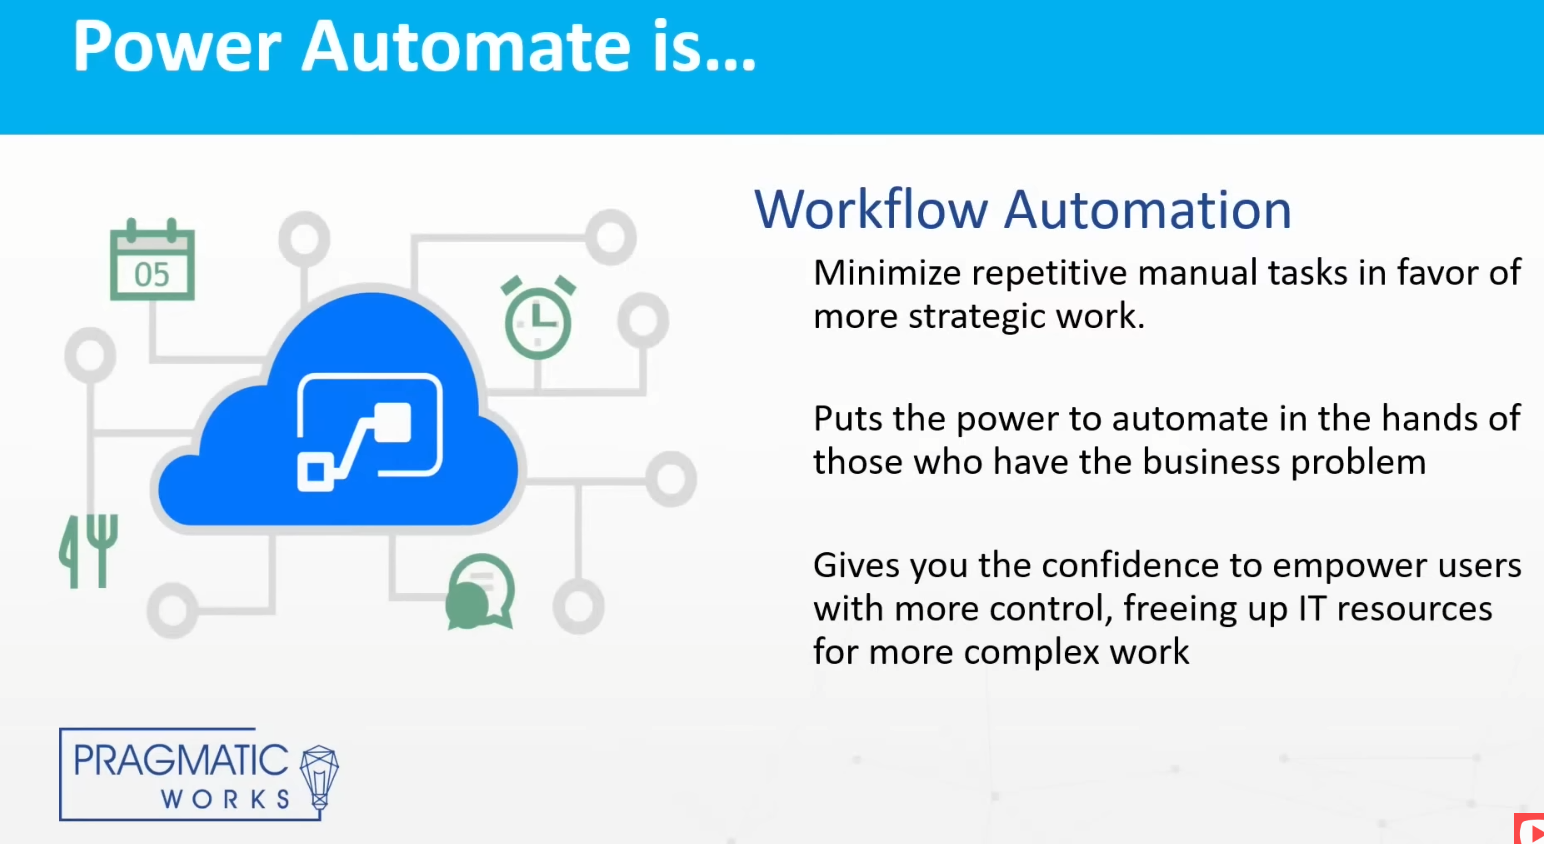 Power Automate is...
Workflow Automation
Minimize repetitive manual tasks in favor of
more strategic work.
Puts the power to automate in the hands of
those who have the business problem
Gives you the confidence to empower users
with more control, freeing up IT resources
for more complex work
05
PRAGMATIC
WORKS